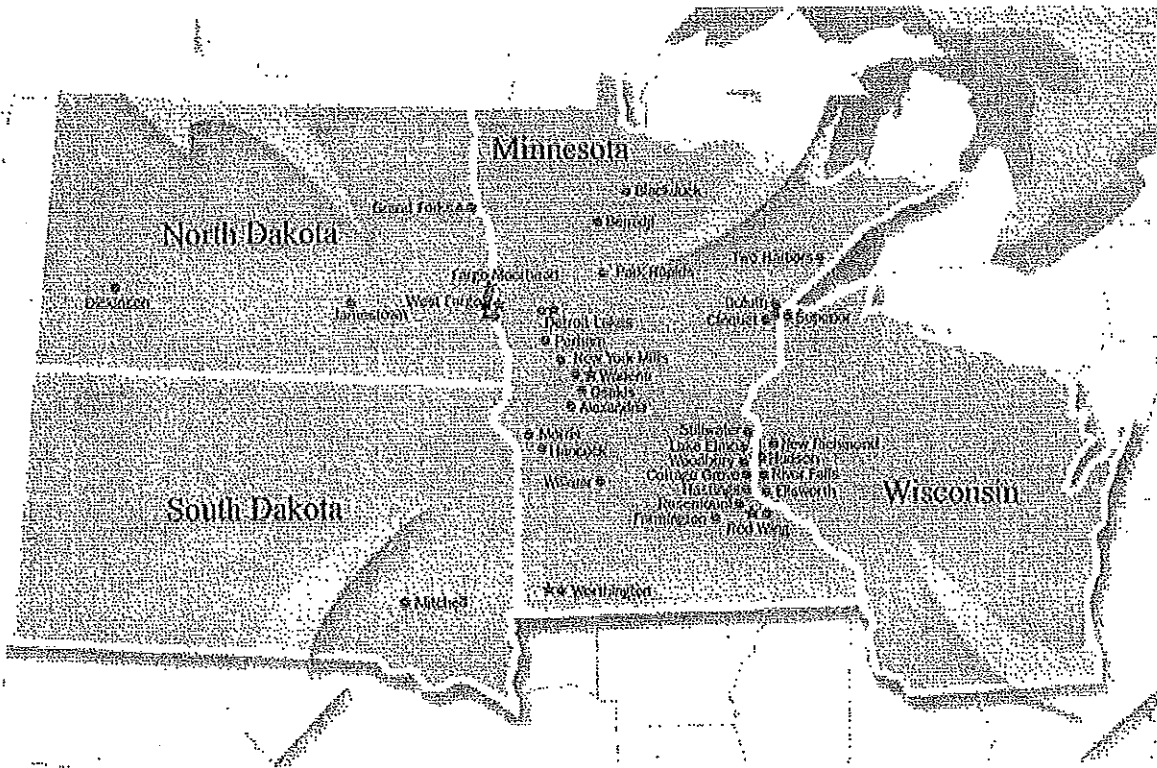 Minnesota
Blackduck
Grand Forks
Bemidji
North Dakota
Fargo Moorhead
Park Rapids
Two Harbors
Dickinson
West Fargo
Duluth
Jamestown
Cloquet
Superior
Detroit Lakes
Perham
New York Mills
Wadena
Osakis
Alexandria
Morris
Stillwater
New Richmond
Hancock
Lake Elmo
Hudson
Woodbury
Cottage Grove
River Falls
Willmar
Hastings
Ellsworth
Wisconsin
South Dakota
Rosemount
Farmington
Red Wing
Worthington
Mitchell